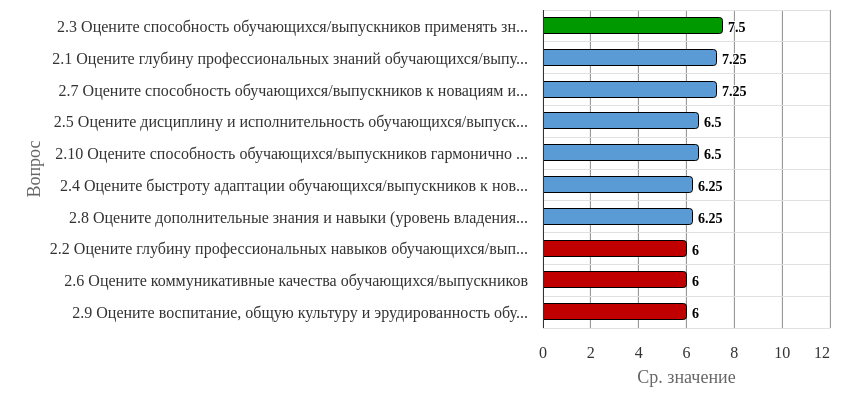 2.3 Оцените способность обучающихся/выпускников применять зн... 7.5
2.1 Оцените глубину профессиональных знаний обучающихся/выпу... 7.25
2.7 Оцените способность обучающихся/выпускников к новациям и... 7.25
2.5 Оцените дисциплину и исполнительность обучающихся/выпуск... 6.5
2.10 Оцените способность обучающихся/выпускников гармонично ... 6.5
2.4 Оцените быстроту адаптации обучающихся/выпускников к нов... 6.25
2.8 Оцените дополнительные знания и навыки (уровень владения... 6.25
2.2 Оцените глубину профессиональных навыков обучающихся/вып... 6
2.6 Оцените коммуникативные качества обучающихся/выпускников 6
2.9 Оцените воспитание, общую культуру и эрудированность обу... 6
Вопрос
0 2 4 6 8 10 12
Ср. значение